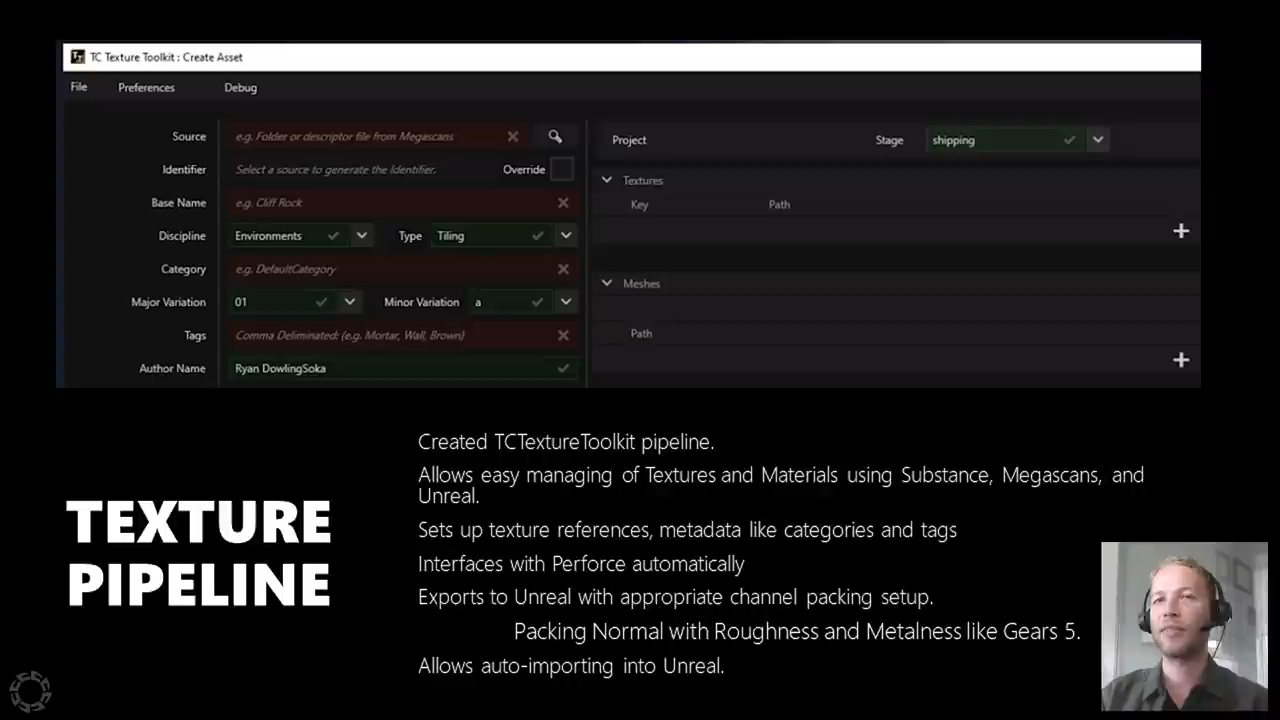 TC Texture Toolkit : Create Asset
File Preferences Debug
Source e.g. Folder or descriptor file from Megascans
Identifier Select a source to generate the Identifier. Override
Base Name e.g. Cliff Rock
Discipline Environments Type Tiling
Category e.g. DefaultCategory
Major Variation 01 Minor Variation a
Tags Comma Deliminated: (e.g. Mortar, Wall, Brown)
Author Name Ryan DowlingSoka
Project Stage shipping
Textures
Key Path
Meshes
Path
TEXTURE
PIPELINE
Created TCTextureToolkit pipeline.
Allows easy managing of Textures and Materials using Substance, Megascans, and
Unreal.
Sets up texture references, metadata like categories and tags
Interfaces with Perforce automatically
Exports to Unreal with appropriate channel packing setup.
Packing Normal with Roughness and Metalness like Gears 5.
Allows auto-importing into Unreal.